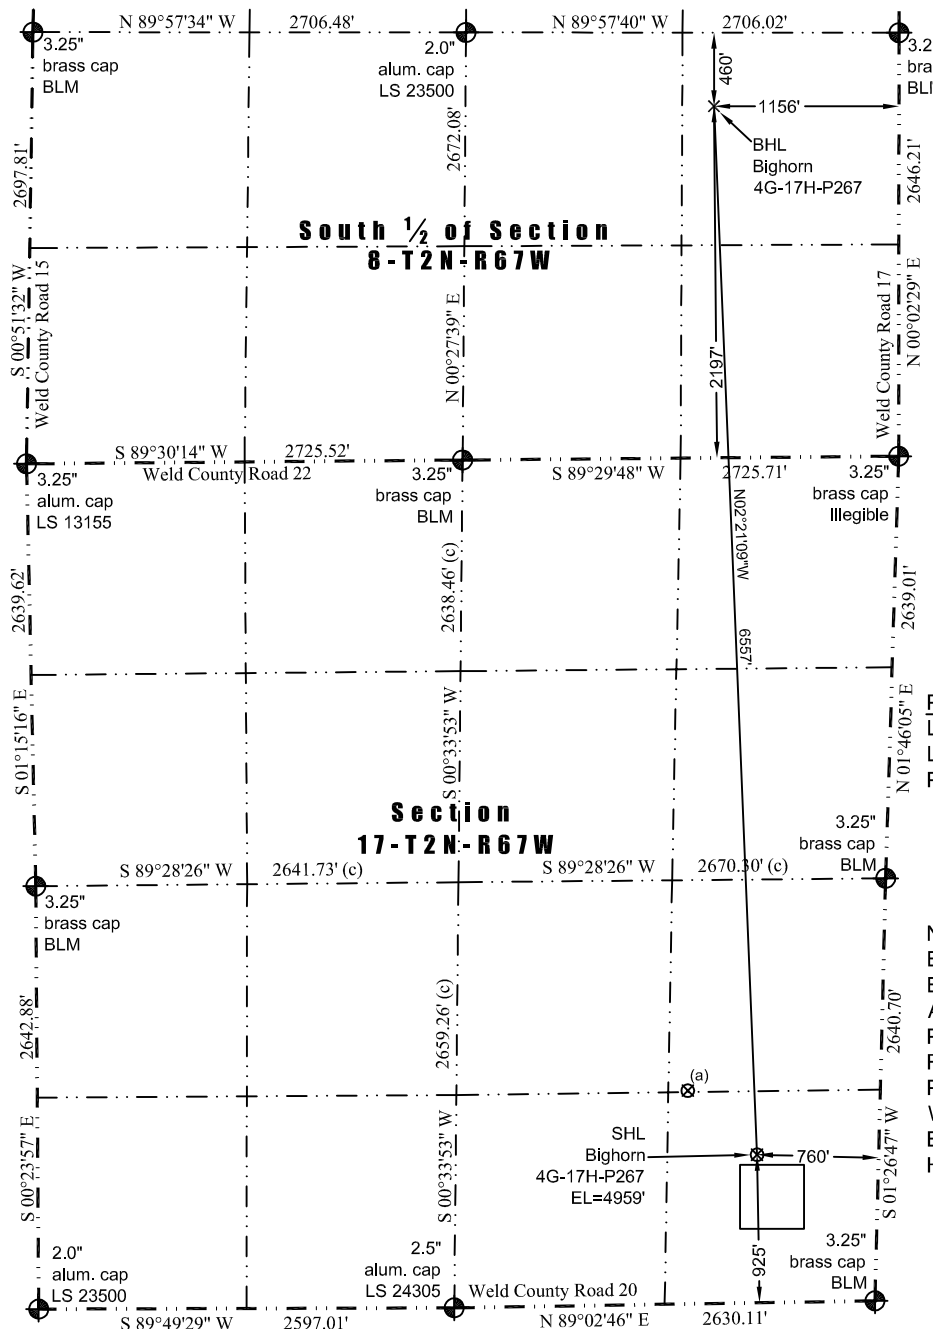 N 89°57'34" W 2706.48' N 89°57'40" W 2706.02'
3.25"
brass cap
BLM
2.0"
alum. cap
LS 23500
460'
1156'
BHL
Bighorn
4G-17H-P267
2697.81'
2672.08'
2646.21'
South ½ of Section
8-T2N-R67W
S 00°51'32" W
Weld County Road 15
N 00°27'39" E
2197'
Weld County Road 17
N 00°02'29" E
S 89°30'14" W 2725.52' S 89°29'48" W 2725.71'
Weld County Road 22
3.25"
alum. cap
LS 13155
3.25"
brass cap
BLM
3.25"
brass cap
Illegible
N02°21'09"W 6557'
2639.62'
2638.46' (c)
2639.01'
S 01°15'16" E
S 00°33'53" W
N 01°46'05" E
Section
17-T2N-R67W
3.25"
brass cap
BLM
S 89°28'26" W 2641.73' (c) S 89°28'26" W 2670.30' (c)
3.25"
brass cap
BLM
2642.88'
2659.26' (c)
2640.70'
(a)
SHL
Bighorn
4G-17H-P267
EL=4959'
760'
925'
S 00°23'57" E
S 00°33'53" W
S 01°26'47" W
2.0"
alum. cap
LS 23500
2.5"
alum. cap
LS 24305
Weld County Road 20
3.25"
brass cap
BLM
S 89°49'29" W 2597.01' N 89°02'46" E 2630.11'